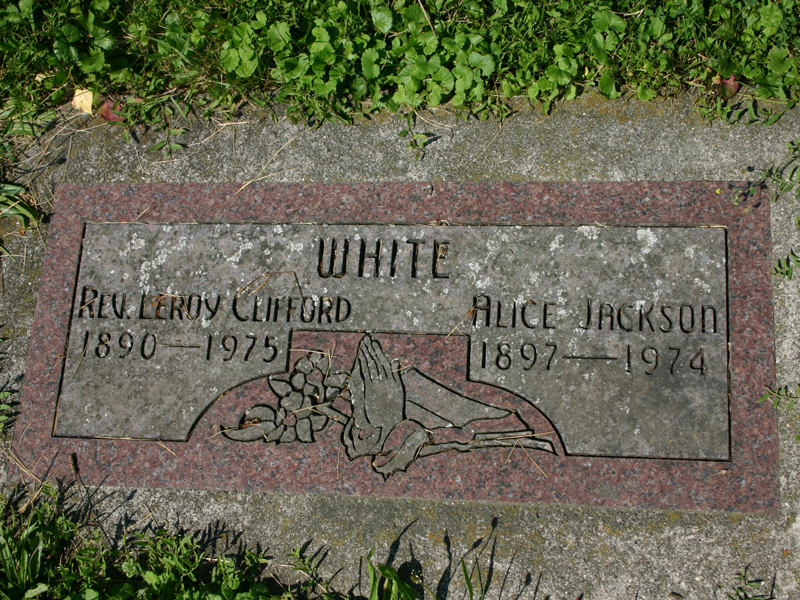 WHITE
REV. LEROY CLIFFORD
1890 — 1975
ALICE JACKSON
1897 — 1974